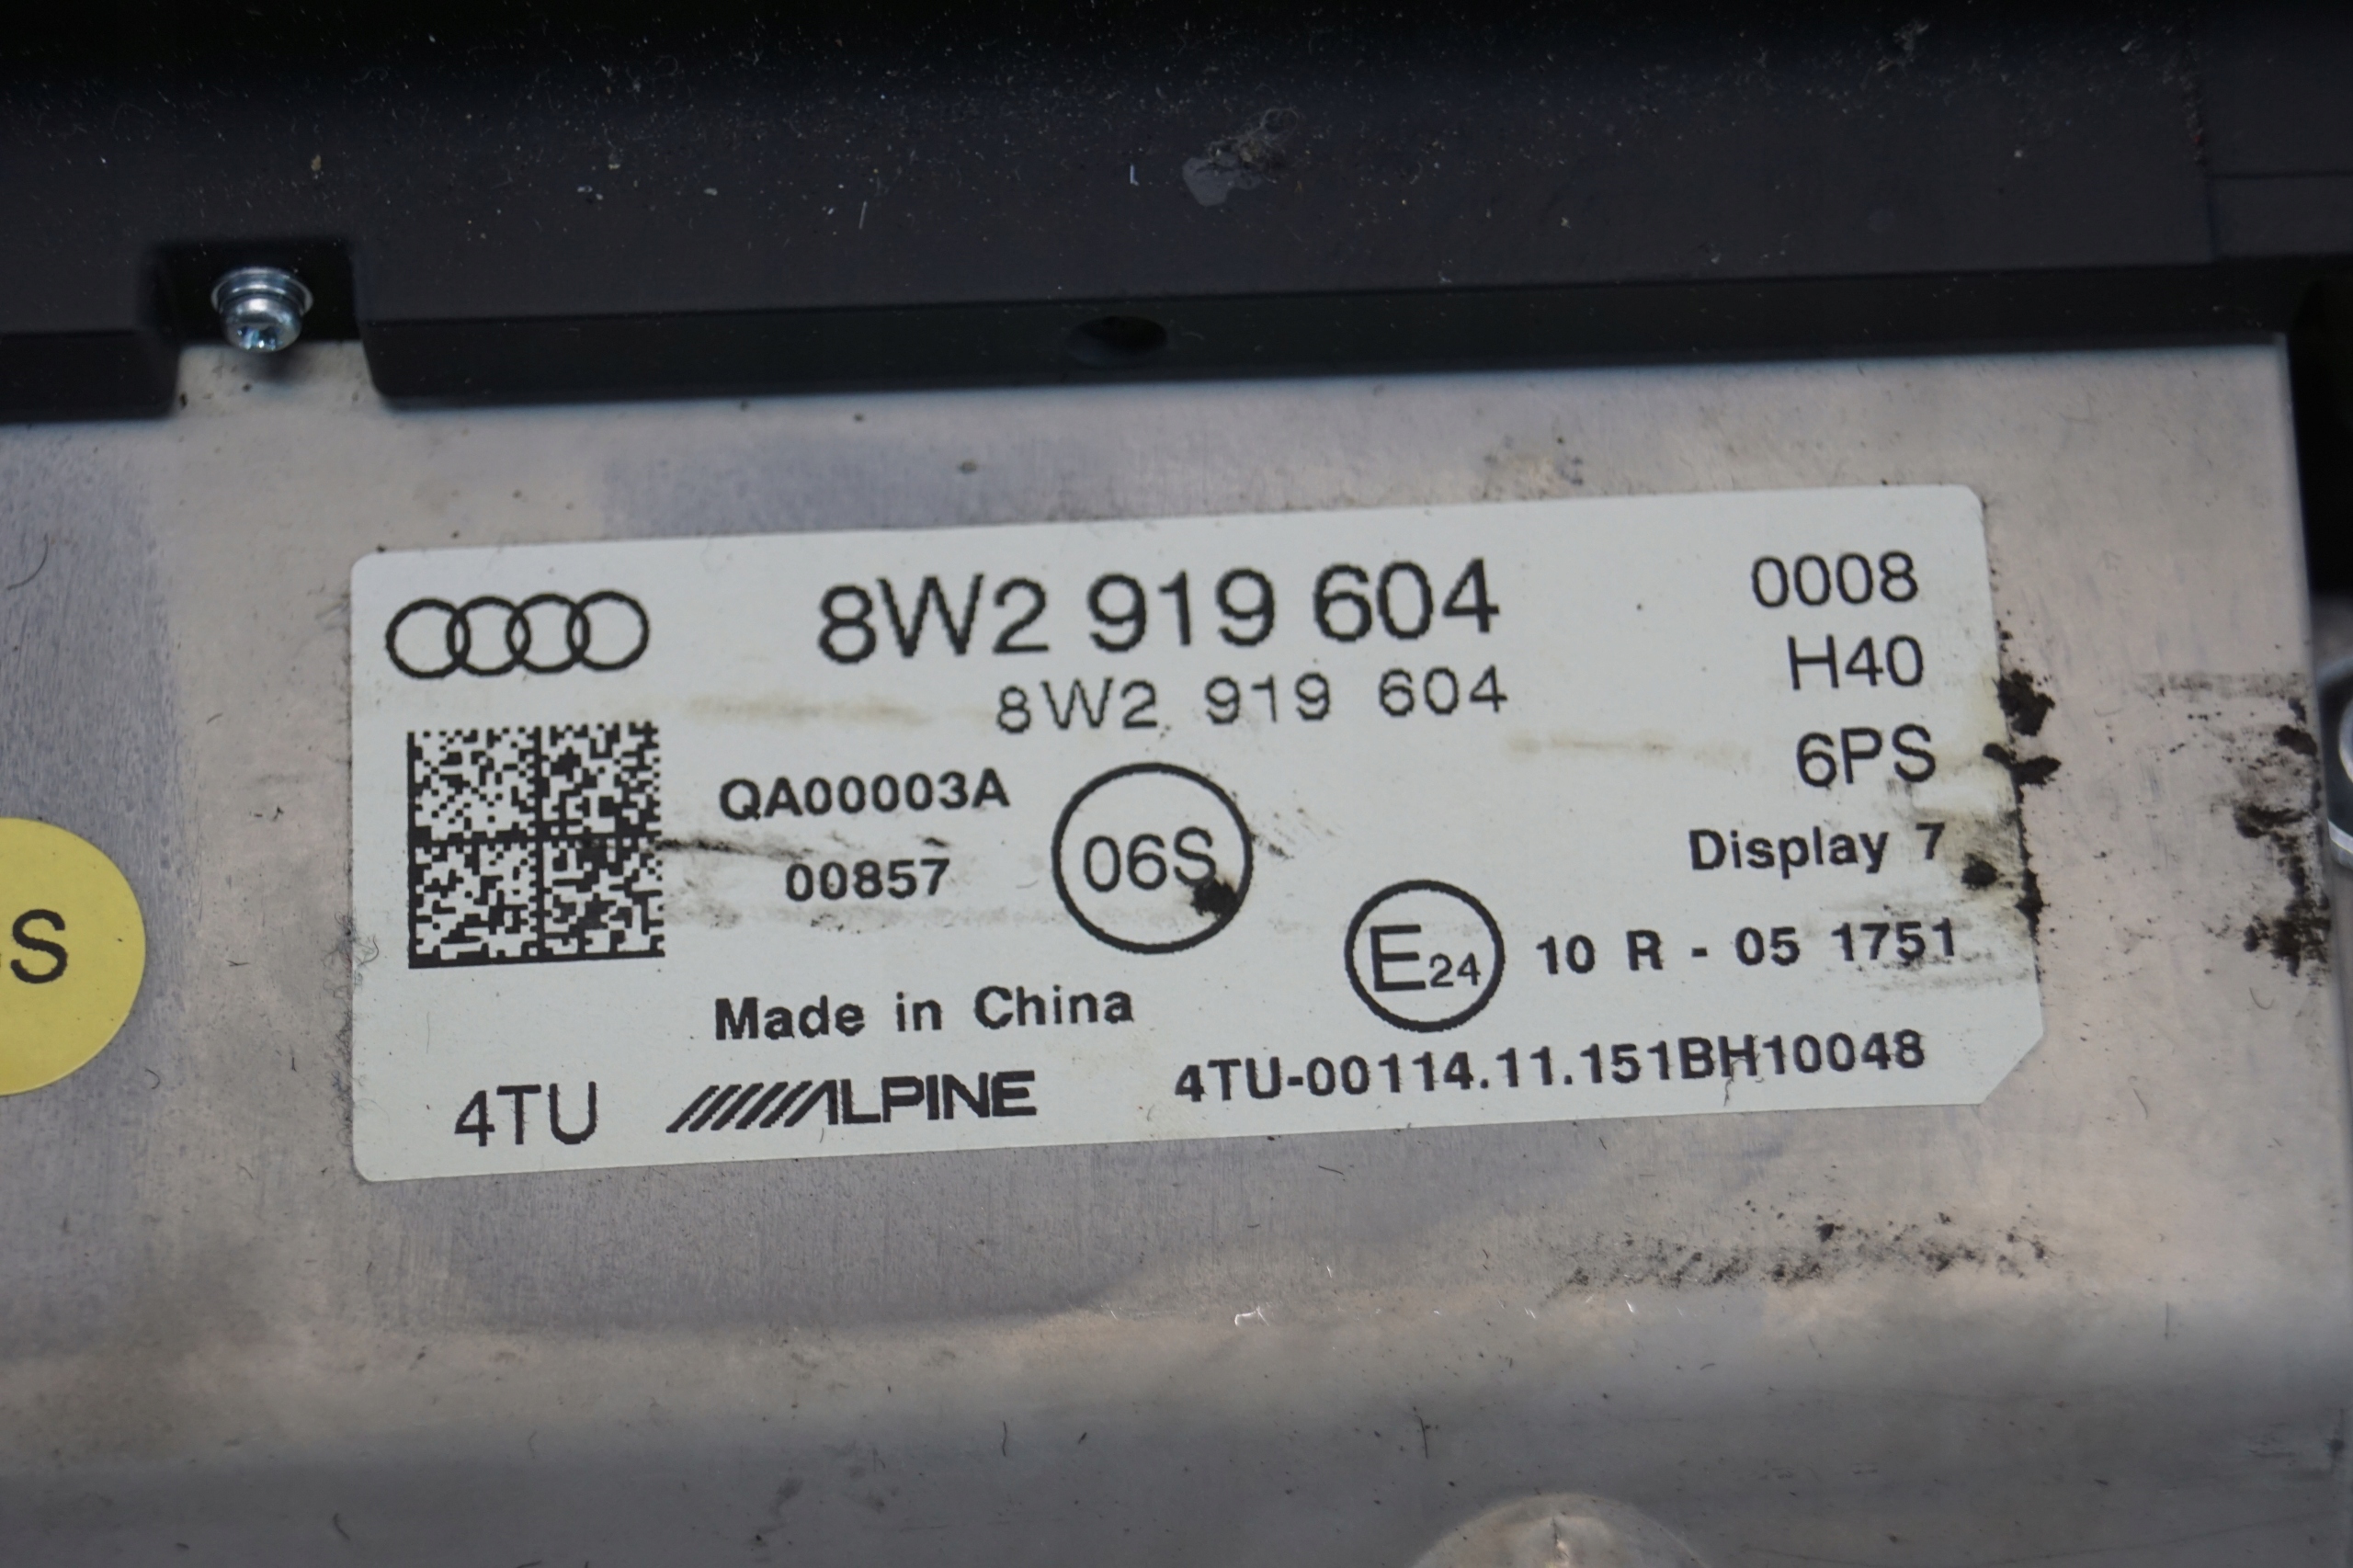 8W2 919 604
0008
8W2 919 604
H40
6PS
QA00003A
00857
06S
Display 7
E24
10 R - 05 1751
Made in China
4TU
ALPINE
4TU-00114.11.151BH10048
S